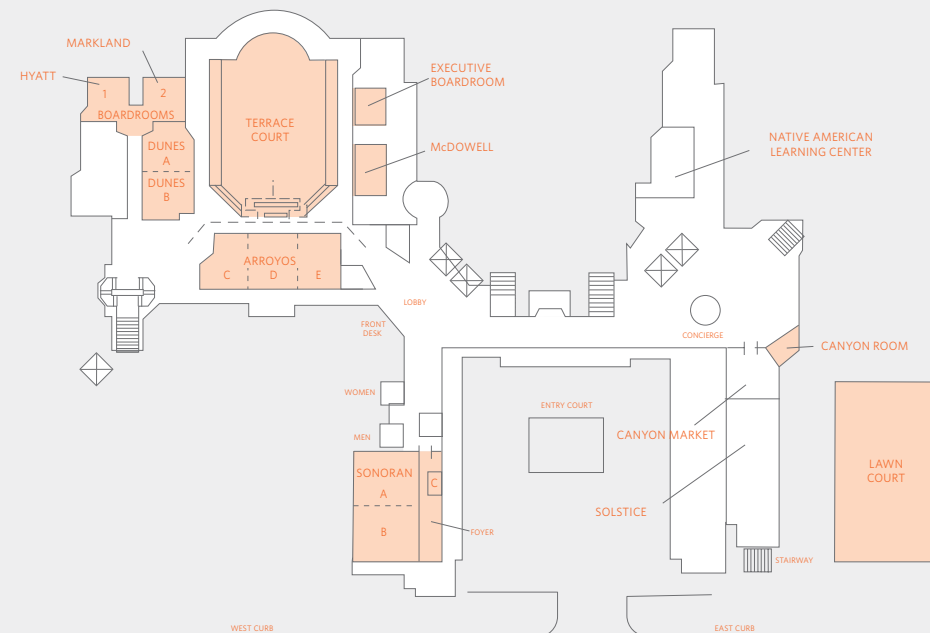 MARKLAND
HYATT
1
2
BOARDROOMS
DUNES
A
DUNES
B
TERRACE
COURT
EXECUTIVE
BOARDROOM
McDOWELL
NATIVE AMERICAN
LEARNING CENTER
ARROYOS
C D E
LOBBY
FRONT
DESK
CONCIERGE
CANYON ROOM
WOMEN
MEN
ENTRY COURT
CANYON MARKET
SONORAN
A
B
C
FOYER
SOLSTICE
LAWN
COURT
STAIRWAY
WEST CURB
EAST CURB